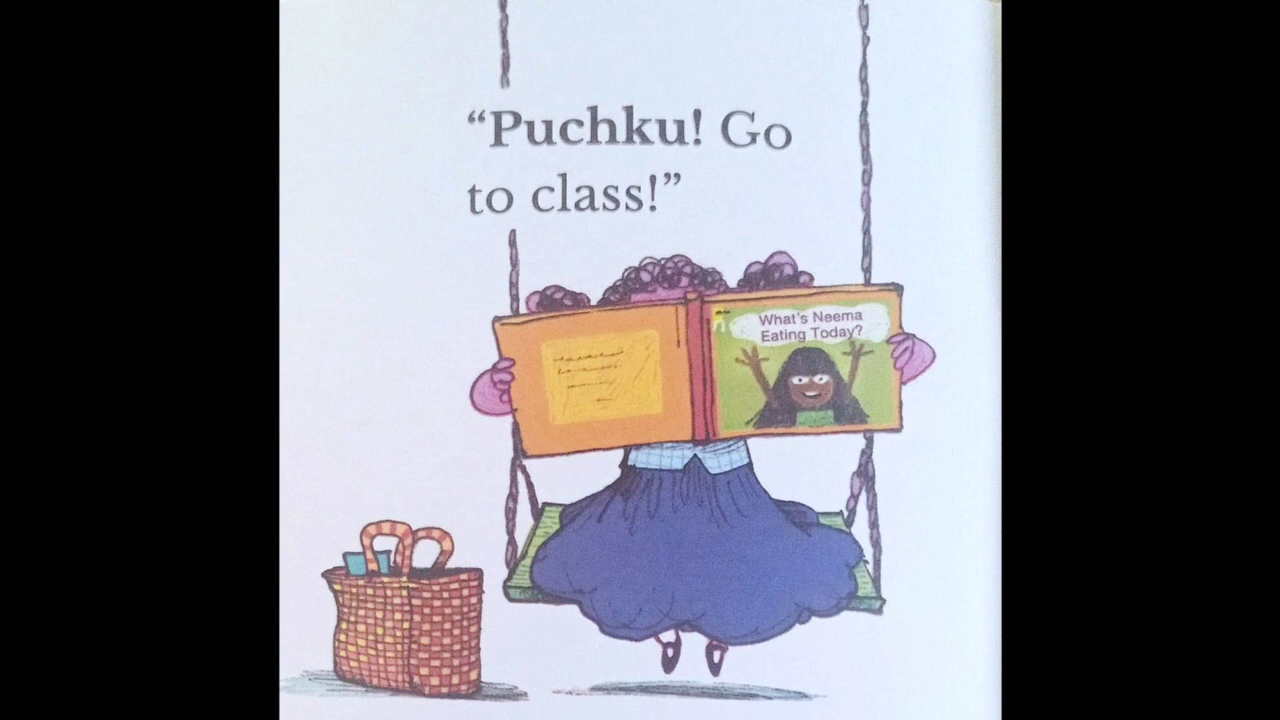 “Puchku! Go
to class!”
What's Neema
Eating Today?